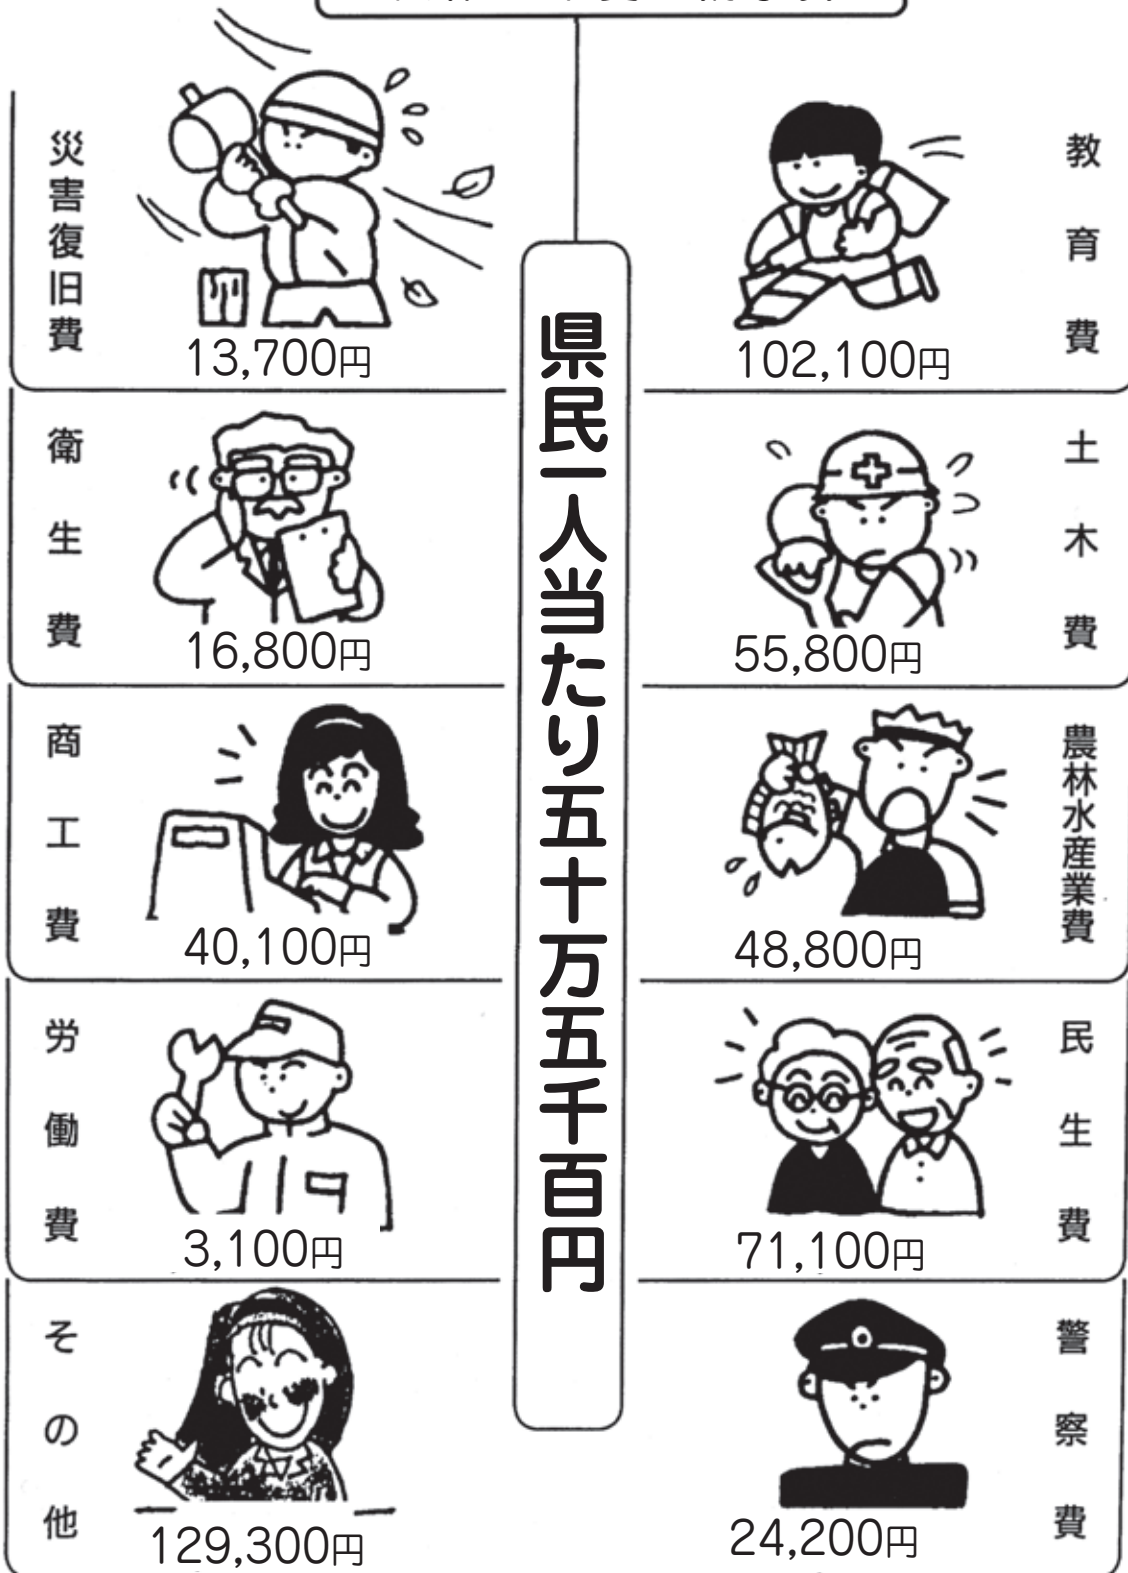 県民一人当たり五十万五千百円
教育費
102,100円
土木費
55,800円
農林水産業費
48,800円
民生費
71,100円
警察費
24,200円
災害復旧費
13,700円
衛生費
16,800円
商工費
40,100円
労働費
3,100円
その他
129,300円